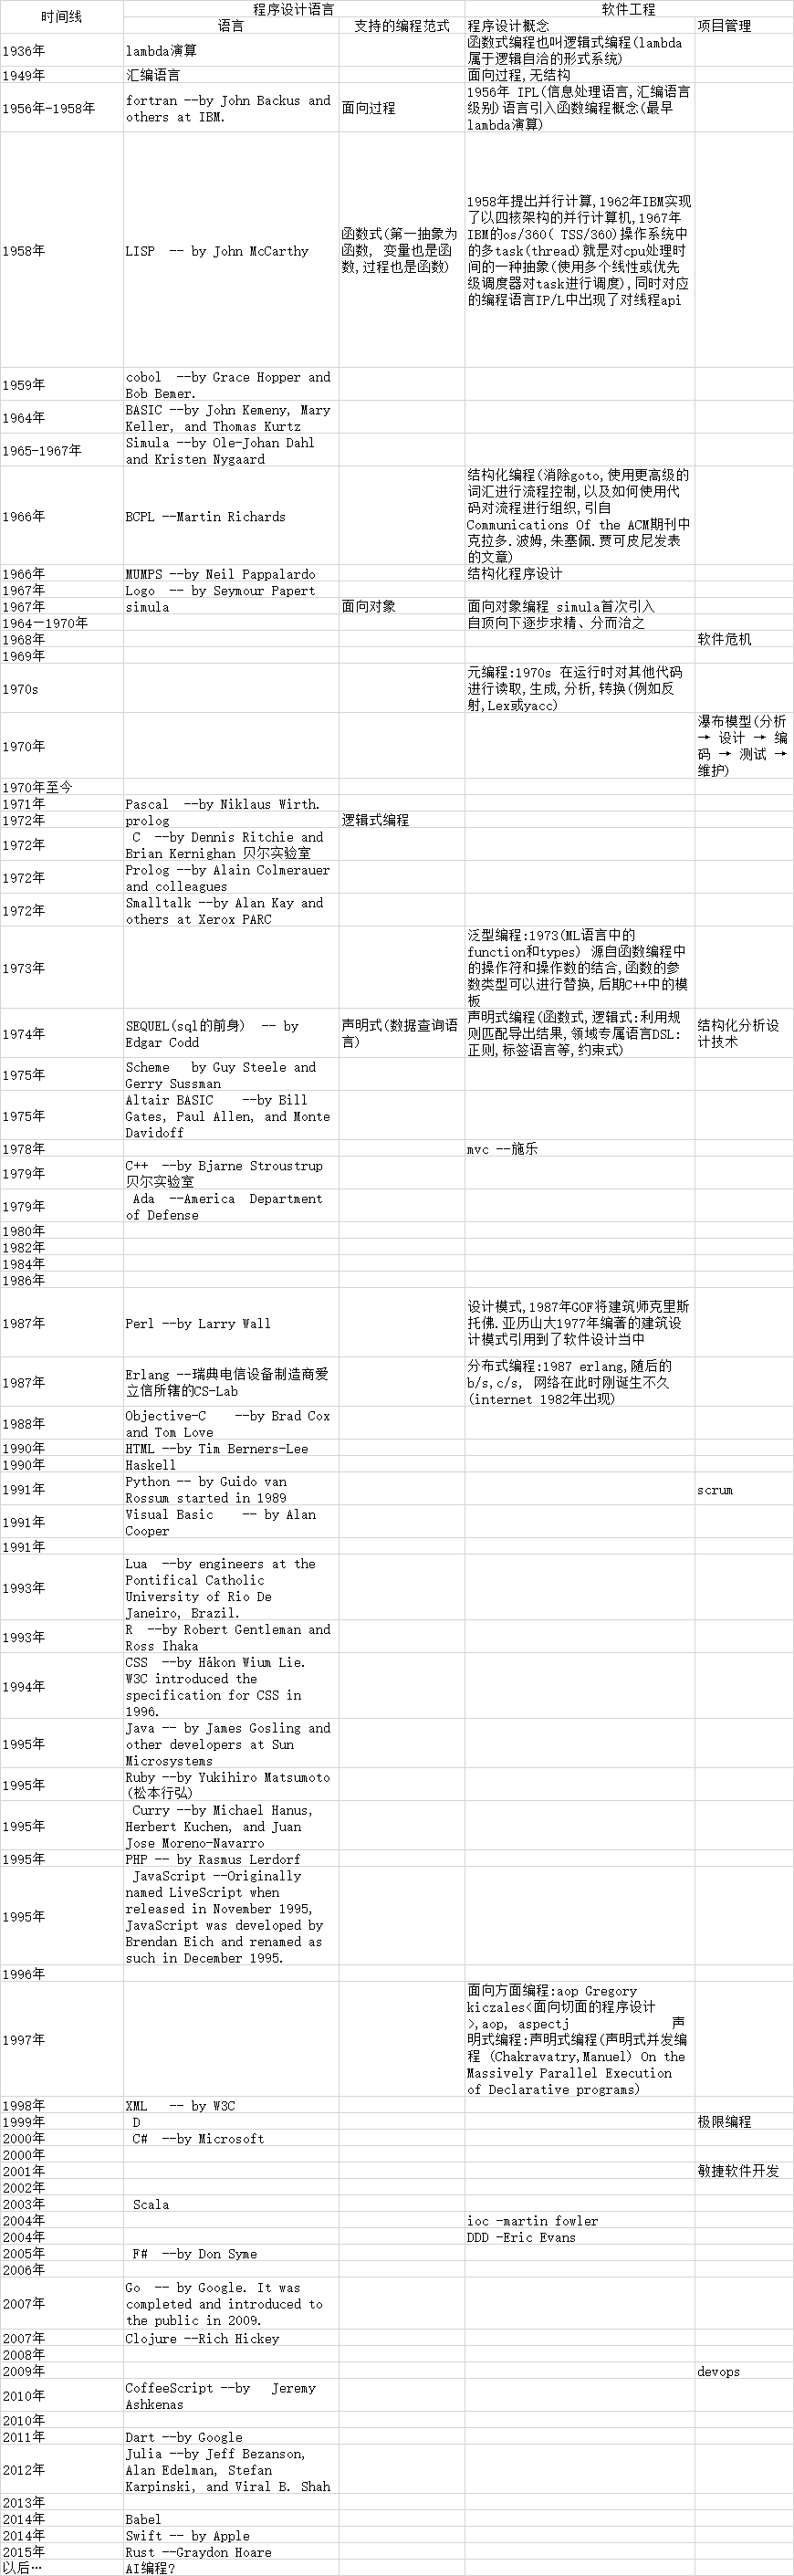 时间线
程序设计语言
软件工程
语言
支持的编程范式
程序设计概念
项目管理
1936年
lambda演算
函数式编程也叫逻辑式编程(lambda
属于逻辑自洽的形式系统)
1949年
汇编语言
面向过程,无结构
1956年-1958年
fortran --by John Backus and
others at IBM.
面向过程
1956年 IPL(信息处理语言,汇编语言
级别)语言引入函数编程概念(最早
lambda演算)
1958年
LISP -- by John McCarthy
函数式(第一抽象为
函数, 变量也是函
数,过程也是函数)
1958年提出并行计算,1962年IBM实现
了以四核架构的并行计算机,1967年
IBM的os/360( TSS/360)操作系统中
的多task(thread)就是对cpu处理时
间的一种抽象(使用多个线性或优先
级调度器对task进行调度),同时对应
的编程语言IP/L中出现了对线程api
1959年
cobol --by Grace Hopper and
Bob Bemer.
1964年
BASIC --by John Kemeny, Mary
Keller, and Thomas Kurtz
1965-1967年
Simula --by Ole-Johan Dahl
and Kristen Nygaard
1966年
BCPL --Martin Richards
结构化编程(消除goto,使用更高级的
词汇进行流程控制,以及如何使用代
码对流程进行组织,引自
Communications Of the ACM期刊中
克拉多.波姆,朱塞佩.贾可皮尼发表
的文章)
1966年
MUMPS --by Neil Pappalardo
结构化程序设计
1967年
Logo -- by Seymour Papert
1967年
simula
面向对象
面向对象编程 simula首次引入
1964—1970年
自顶向下逐步求精、分而治之
1968年
软件危机
1969年
1970s
元编程:1970s 在运行时对其他代码
进行读取,生成,分析,转换(例如反
射,Lex或yacc)
1970年
瀑布模型(分析
→ 设计 → 编
码 → 测试 →
维护)
1970年至今
1971年
Pascal --by Niklaus Wirth.
1972年
prolog
逻辑式编程
1972年
C --by Dennis Ritchie and
Brian Kernighan 贝尔实验室
1972年
Prolog --by Alain Colmerauer
and colleagues
1972年
Smalltalk --by Alan Kay and
others at Xerox PARC
1973年
泛型编程:1973(ML语言中的
function和types) 源自函数编程中
的操作符和操作数的结合,函数的参
数类型可以进行替换,后期C++中的模
板
1974年
SEQUEL(sql的前身) -- by
Edgar Codd
声明式(数据查询语
言)
声明式编程(函数式,逻辑式:利用规
则匹配导出结果,领域专属语言DSL:
正则,标签语言等,约束式)
结构化分析设
计技术
1975年
Scheme by Guy Steele and
Gerry Sussman
1975年
Altair BASIC --by Bill
Gates, Paul Allen, and Monte
Davidoff
1978年
mvc --施乐
1979年
C++ --by Bjarne Stroustrup
贝尔实验室
1979年
Ada --America Department
of Defense
1980年
1982年
1984年
1986年
1987年
Perl --by Larry Wall
设计模式,1987年GOF将建筑师克里斯
托佛.亚历山大1977年编著的建筑设
计模式引用到了软件设计当中
1987年
Erlang --瑞典电信设备制造商爱
立信所辖的CS-Lab
分布式编程:1987 erlang,随后的
b/s,c/s, 网络在此时刚诞生不久
(internet 1982年出现)
1988年
Objective-C --by Brad Cox
and Tom Love
1990年
HTML --by Tim Berners-Lee
1990年
Haskell
1991年
Python -- by Guido van
Rossum started in 1989
scrum
1991年
Visual Basic -- by Alan
Cooper
1991年
1993年
Lua --by engineers at the
Pontifical Catholic
University of Rio De
Janeiro, Brazil.
1993年
R --by Robert Gentleman and
Ross Ihaka
1994年
CSS --by Håkon Wium Lie.
W3C introduced the
specification for CSS in
1996.
1995年
Java -- by James Gosling and
other developers at Sun
Microsystems
1995年
Ruby --by Yukihiro Matsumoto
(松本行弘)
1995年
Curry --by Michael Hanus,
Herbert Kuchen, and Juan
Jose Moreno-Navarro
1995年
PHP -- by Rasmus Lerdorf
1995年
JavaScript --Originally
named LiveScript when
released in November 1995,
JavaScript was developed by
Brendan Eich and renamed as
such in December 1995.
1996年
1997年
面向方面编程:aop Gregory
kiczales<面向切面的程序设计
>,aop, aspectj 声
明式编程:声明式编程(声明式并发编
程 (Chakravatry,Manuel) On the
Massively Parallel Execution
of Declarative programs)
1998年
XML -- by W3C
1999年
D
极限编程
2000年
C# --by Microsoft
2000年
2001年
敏捷软件开发
2002年
2003年
Scala
2004年
ioc -martin fowler
2004年
DDD -Eric Evans
2005年
F# --by Don Syme
2006年
2007年
Go -- by Google. It was
completed and introduced to
the public in 2009.
2007年
Clojure --Rich Hickey
2008年
2009年
devops
2010年
CoffeeScript --by Jeremy
Ashkenas
2010年
2011年
Dart --by Google
2012年
Julia --by Jeff Bezanson,
Alan Edelman, Stefan
Karpinski, and Viral B. Shah
2013年
2014年
Babel
2014年
Swift -- by Apple
2015年
Rust --Graydon Hoare
以后…
AI编程?